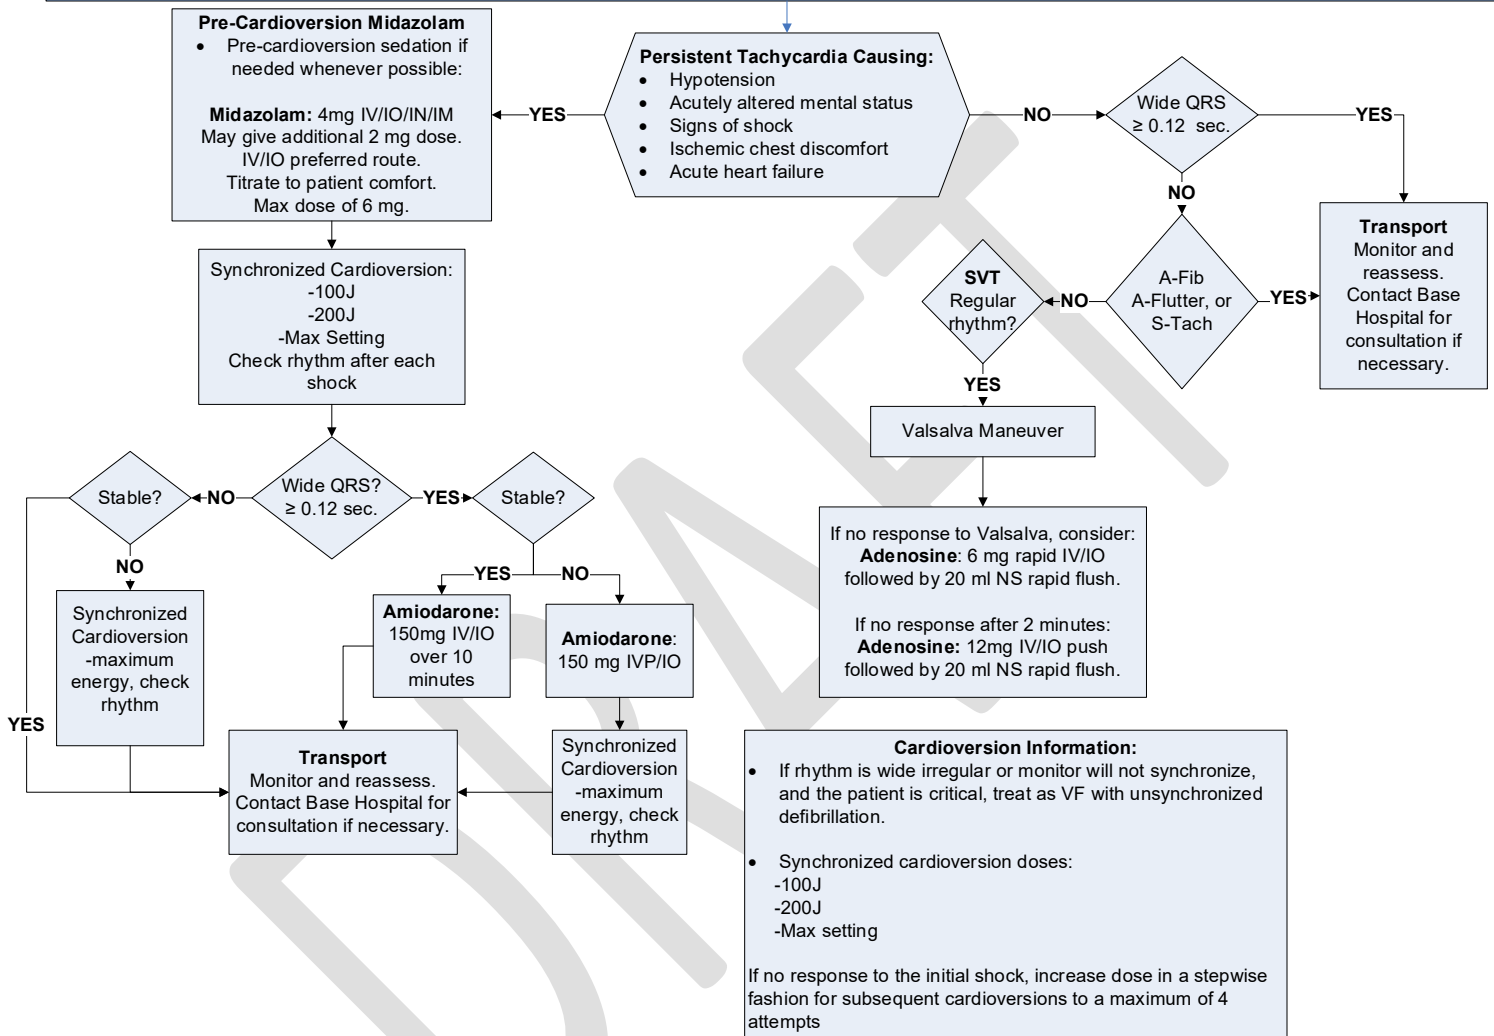 Pre-Cardioversion Midazolam
• Pre-cardioversion sedation if
needed whenever possible:
Midazolam: 4mg IV/IO/IN/IM
May give additional 2 mg dose.
IV/IO preferred route.
Titrate to patient comfort.
Max dose of 6 mg.
YES
Persistent Tachycardia Causing:
• Hypotension
• Acutely altered mental status
• Signs of shock
• Ischemic chest discomfort
• Acute heart failure
NO
Wide QRS
≥ 0.12 sec.
YES
NO
Transport
Monitor and
reassess.
Contact Base
Hospital for
consultation if
necessary.
A-Fib
A-Flutter, or
S-Tach
YES
NO
SVT
Regular
rhythm?
YES
Valsalva Maneuver
If no response to Valsalva, consider:
Adenosine: 6 mg rapid IV/IO
followed by 20 ml NS rapid flush.
If no response after 2 minutes:
Adenosine: 12mg IV/IO push
followed by 20 ml NS rapid flush.
Synchronized Cardioversion:
-100J
-200J
-Max Setting
Check rhythm after each
shock
Wide QRS?
≥ 0.12 sec.
NO
Stable?
YES
Stable?
NO
Synchronized
Cardioversion
-maximum
energy, check
rhythm
YES
YES
NO
Amiodarone:
150mg IV/IO
over 10
minutes
Amiodarone:
150 mg IVP/IO
Synchronized
Cardioversion
-maximum
energy, check
rhythm
Transport
Monitor and reassess.
Contact Base Hospital for
consultation if necessary.
Cardioversion Information:
• If rhythm is wide irregular or monitor will not synchronize,
and the patient is critical, treat as VF with unsynchronized
defibrillation.
• Synchronized cardioversion doses:
-100J
-200J
-Max setting
If no response to the initial shock, increase dose in a stepwise
fashion for subsequent cardioversions to a maximum of 4
attempts
DRAFT